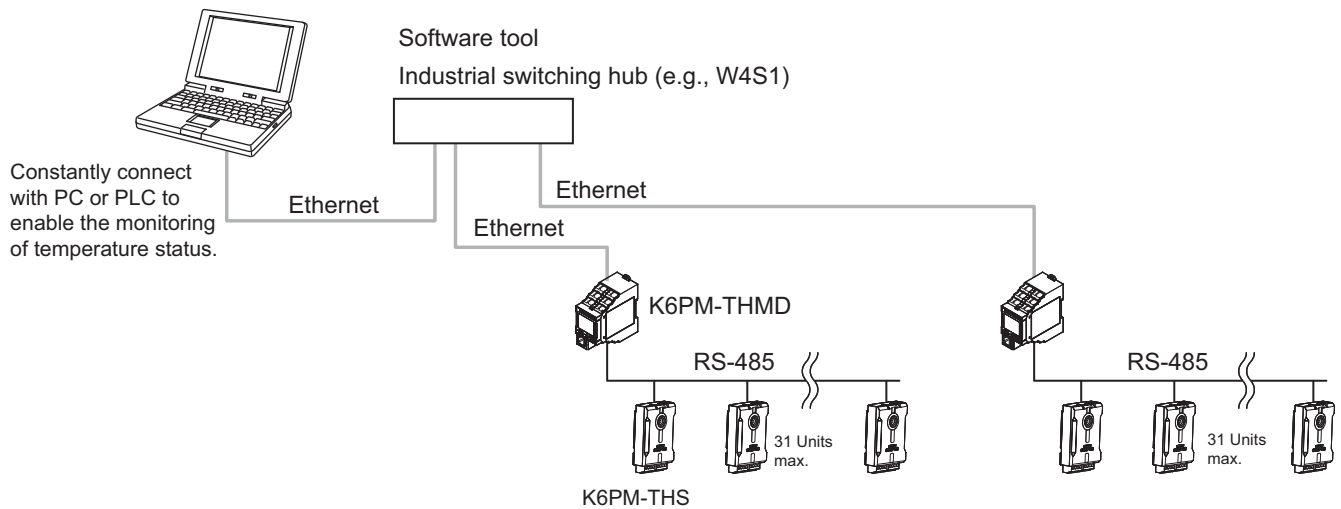 Software tool
Industrial switching hub (e.g., W4S1)
Constantly connect
with PC or PLC to
enable the monitoring
of temperature status.
Ethernet
Ethernet
Ethernet
K6PM-THMD
RS-485
RS-485
31 Units
max.
31 Units
max.
K6PM-THS